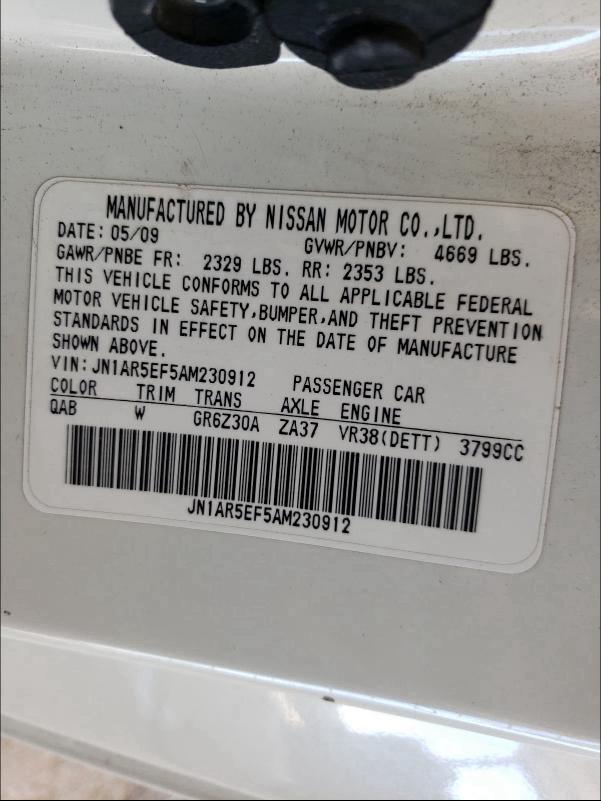 MANUFACTURED BY NISSAN MOTOR CO.,LTD.
DATE: 05/09 GVWR/PNBV: 4669 LBS.
GAWR/PNBE FR: 2329 LBS. RR: 2353 LBS.
THIS VEHICLE CONFORMS TO ALL APPLICABLE FEDERAL
MOTOR VEHICLE SAFETY,BUMPER,AND THEFT PREVENTION
STANDARDS IN EFFECT ON THE DATE OF MANUFACTURE
SHOWN ABOVE.
VIN: JN1AR5EF5AM230912 PASSENGER CAR
COLOR TRIM TRANS AXLE ENGINE
QAB W GR6Z30A ZA37 VR38(DETT) 3799CC
JN1AR5EF5AM230912